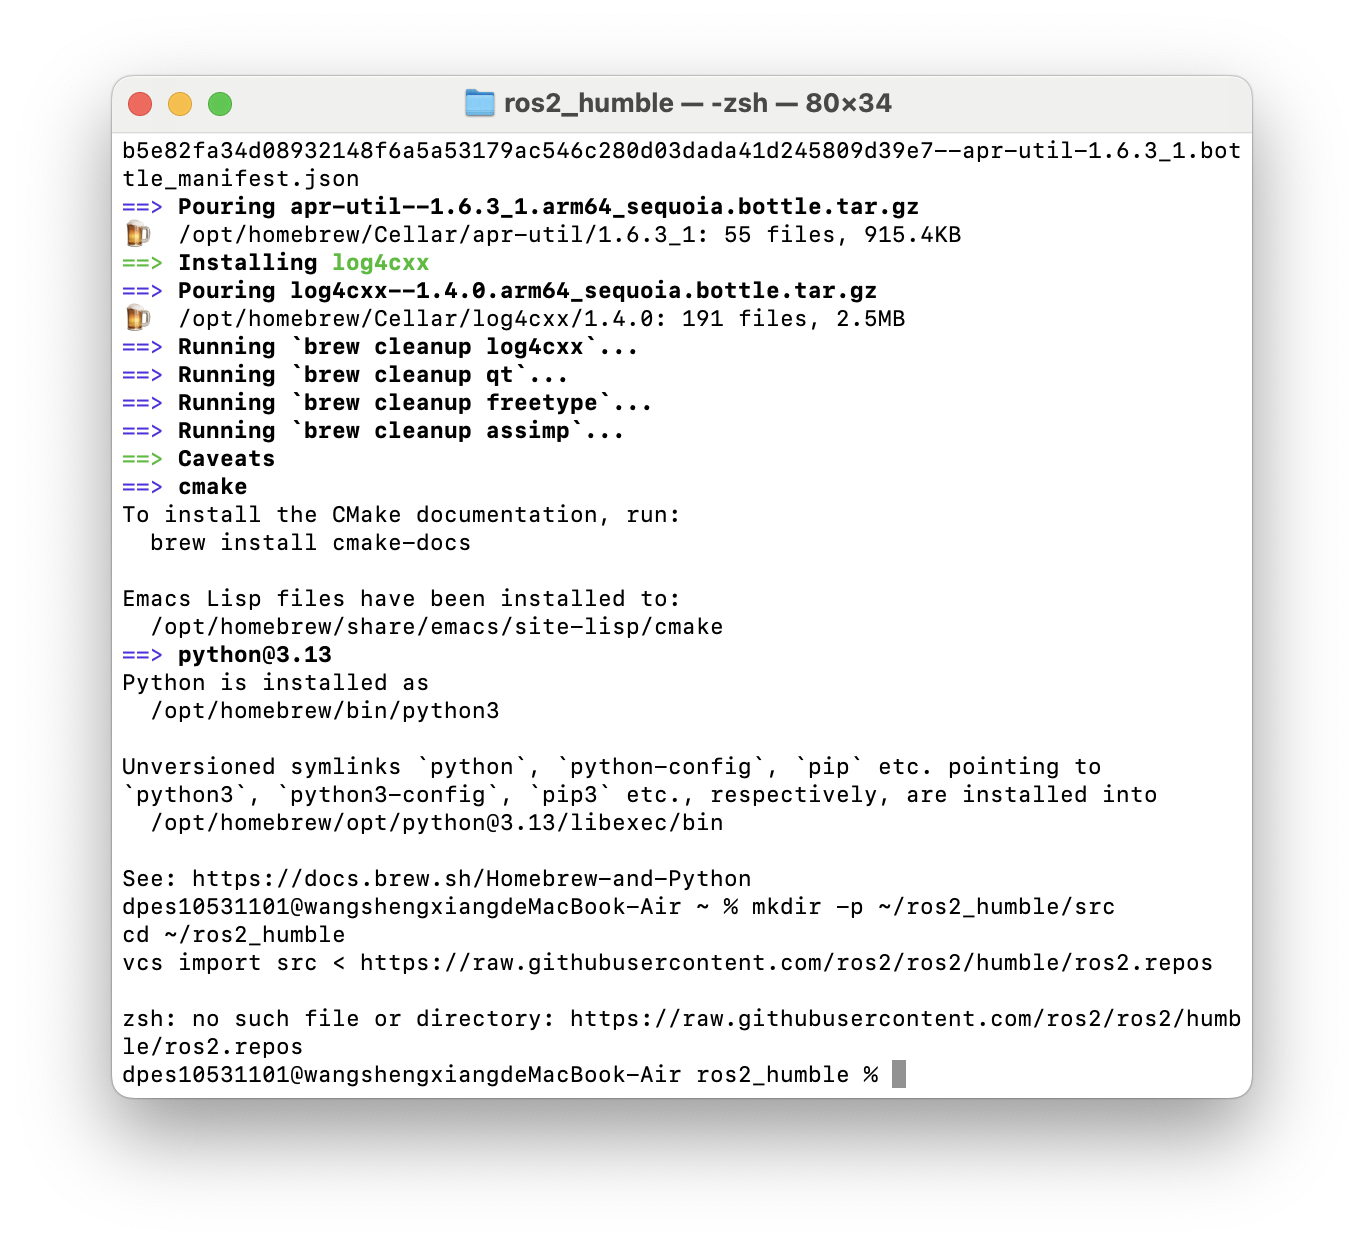 ros2_humble — -zsh — 80×34
b5e82fa34d08932148f6a5a53179ac546c280d03dada41d245809d39e7--apr-util-1.6.3_1.bot
tle_manifest.json
==> Pouring apr-util--1.6.3_1.arm64_sequoia.bottle.tar.gz
🍺  /opt/homebrew/Cellar/apr-util/1.6.3_1: 55 files, 915.4KB
==> Installing log4cxx
==> Pouring log4cxx--1.4.0.arm64_sequoia.bottle.tar.gz
🍺  /opt/homebrew/Cellar/log4cxx/1.4.0: 191 files, 2.5MB
==> Running `brew cleanup log4cxx`...
==> Running `brew cleanup qt`...
==> Running `brew cleanup freetype`...
==> Running `brew cleanup assimp`...
==> Caveats
==> cmake
To install the CMake documentation, run:
  brew install cmake-docs

Emacs Lisp files have been installed to:
  /opt/homebrew/share/emacs/site-lisp/cmake
==> python@3.13
Python is installed as
  /opt/homebrew/bin/python3

Unversioned symlinks `python`, `python-config`, `pip` etc. pointing to
`python3`, `python3-config`, `pip3` etc., respectively, are installed into
  /opt/homebrew/opt/python@3.13/libexec/bin

See: https://docs.brew.sh/Homebrew-and-Python
dpes10531101@wangshengxiangdeMacBook-Air ~ % mkdir -p ~/ros2_humble/src
cd ~/ros2_humble
vcs import src < https://raw.githubusercontent.com/ros2/ros2/humble/ros2.repos

zsh: no such file or directory: https://raw.githubusercontent.com/ros2/ros2/humb
le/ros2.repos
dpes10531101@wangshengxiangdeMacBook-Air ros2_humble %